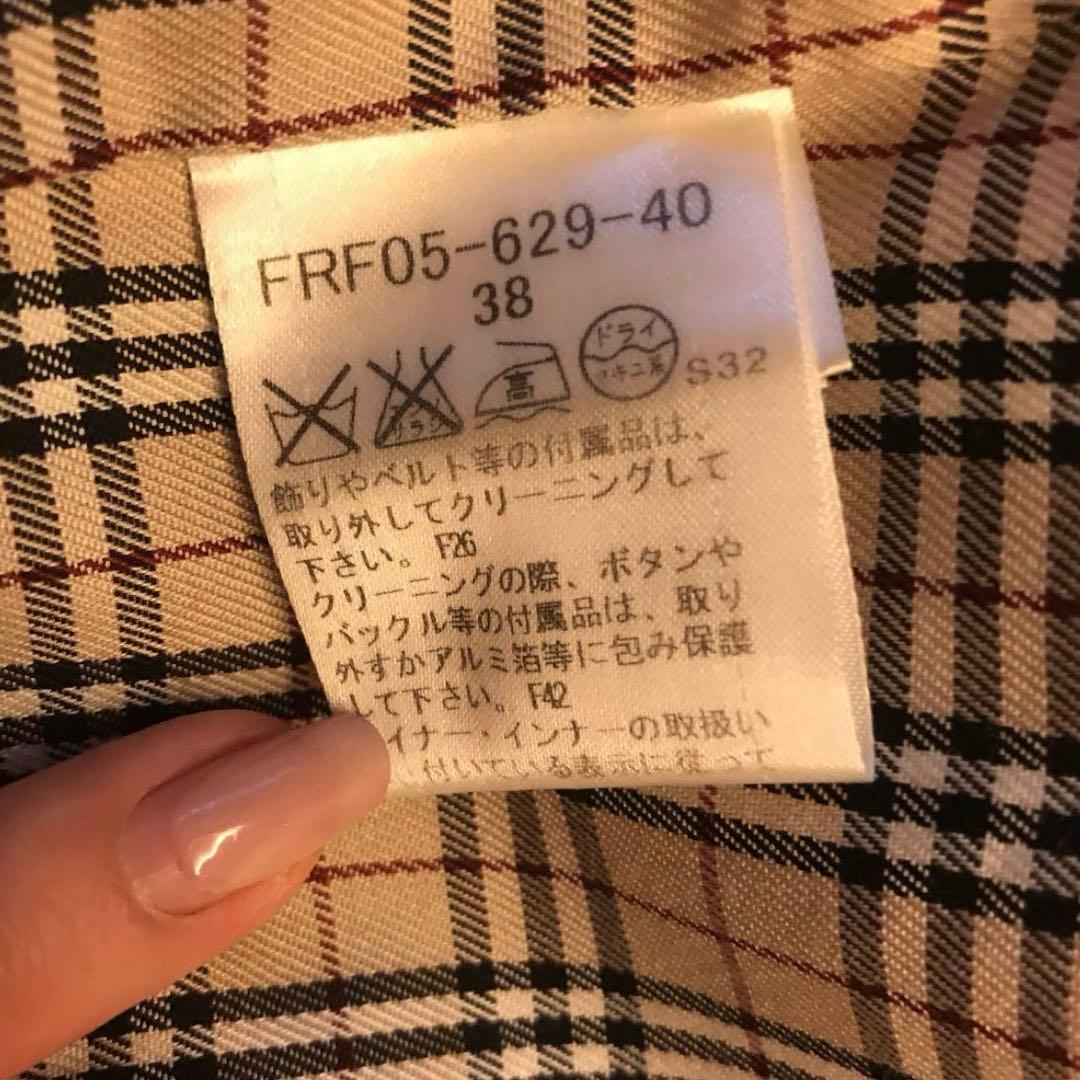 FRF05-629-40
38
高
ドライ
S32
飾りやベルト等の付属品は、
取り外してクリーニングして
下さい。 F26
クリーニングの際、ボタンや
バックル等の付属品は、取り
外すかアルミ箔等に包み保護
して下さい。 F42
イナー・インナーの取扱い
付いている表示に従って